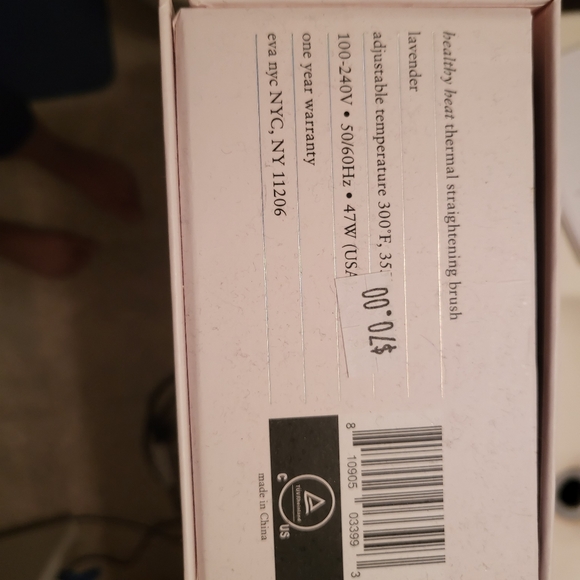 healthy heat thermal straightening brush
lavender
adjustable temperature 300°F, 35
100-240V • 50/60Hz • 47W (USA
one year warranty
eva nyc NYC, NY 11206
$70.00
8 10905 03399 3
C US
made in China